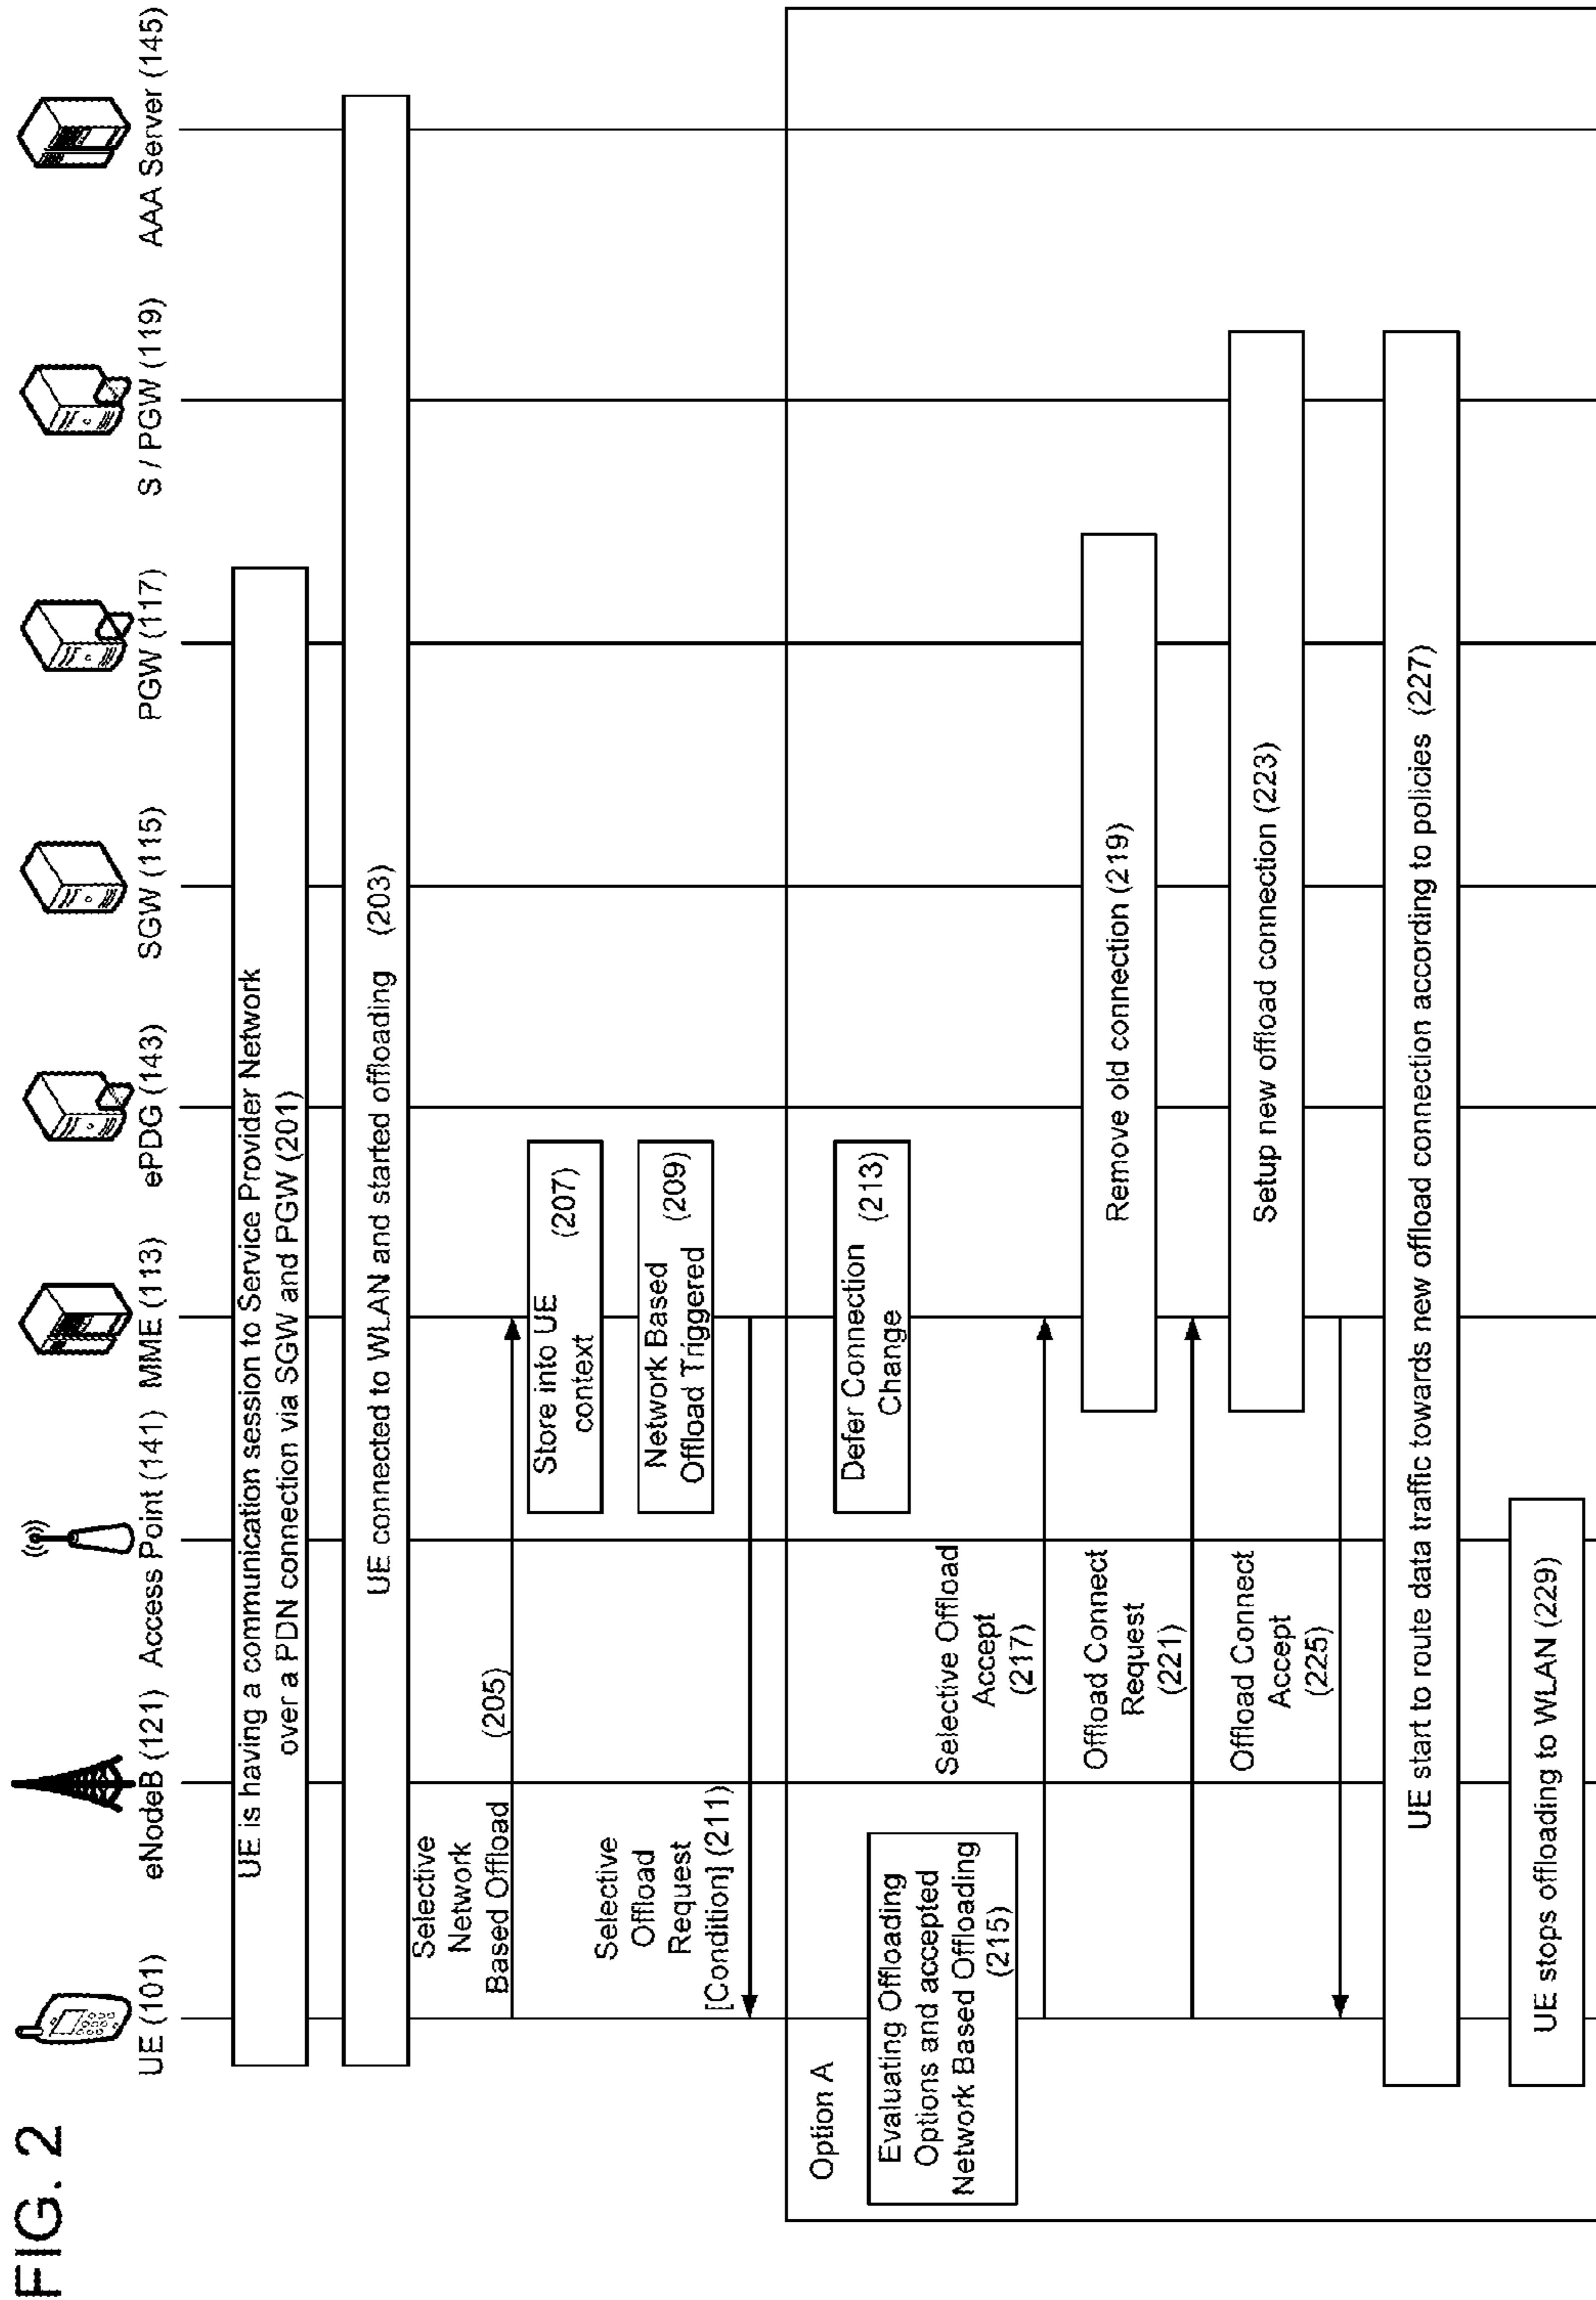 FIG. 2
UE (101)
eNodeB (121)
Access Point (141)
MME (113)
ePDG (143)
SGW (115)
PGW (117)
S / PGW (119)
AAA Server (145)
UE is having a communication session to Service Provider Network
over a PDN connection via SGW and PGW (201)
UE connected to WLAN and started offloading (203)
Selective
Network
Based Offload
(205)
Store into UE
context
(207)
Network Based
Offload Triggered
(209)
Selective
Offload
Request
[Condition] (211)
Option A
Defer Connection
Change
(213)
Evaluating Offloading
Options and accepted
Network Based Offloading
(215)
Selective Offload
Accept
(217)
Remove old connection (219)
Offload Connect
Request
(221)
Setup new offload connection (223)
Offload Connect
Accept
(225)
UE start to route data traffic towards new offload connection according to policies (227)
UE stops offloading to WLAN (229)